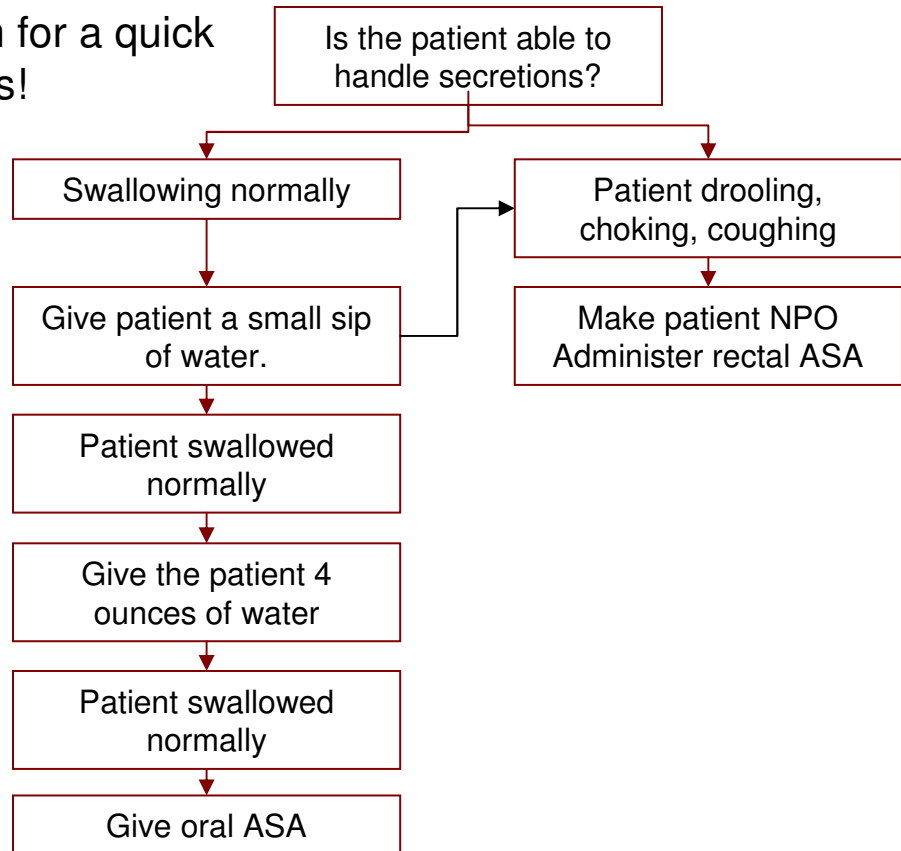 for a quick
s!
Is the patient able to
handle secretions?
Swallowing normally
Patient drooling,
choking, coughing
Give patient a small sip
of water.
Make patient NPO
Administer rectal ASA
Patient swallowed
normally
Give the patient 4
ounces of water
Patient swallowed
normally
Give oral ASA